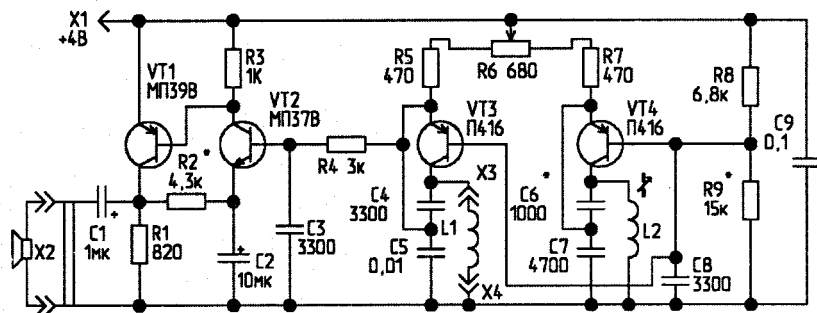 X1
+4В
VT1
МП39В
R3
1К
VT2
МП37В
R2 *
4,3к
C1
1мк
X2
R1
820
C2
10мк
C3
3300
R4 3к
R5
470
R6 680
R7
470
VT3
П416
X3
C4
3300
L1
C5
0,01
X4
VT4
П416
C6 *
1000
C7
4700
L2
R8
6,8к
R9 *
15к
C8
3300
C9
0,1